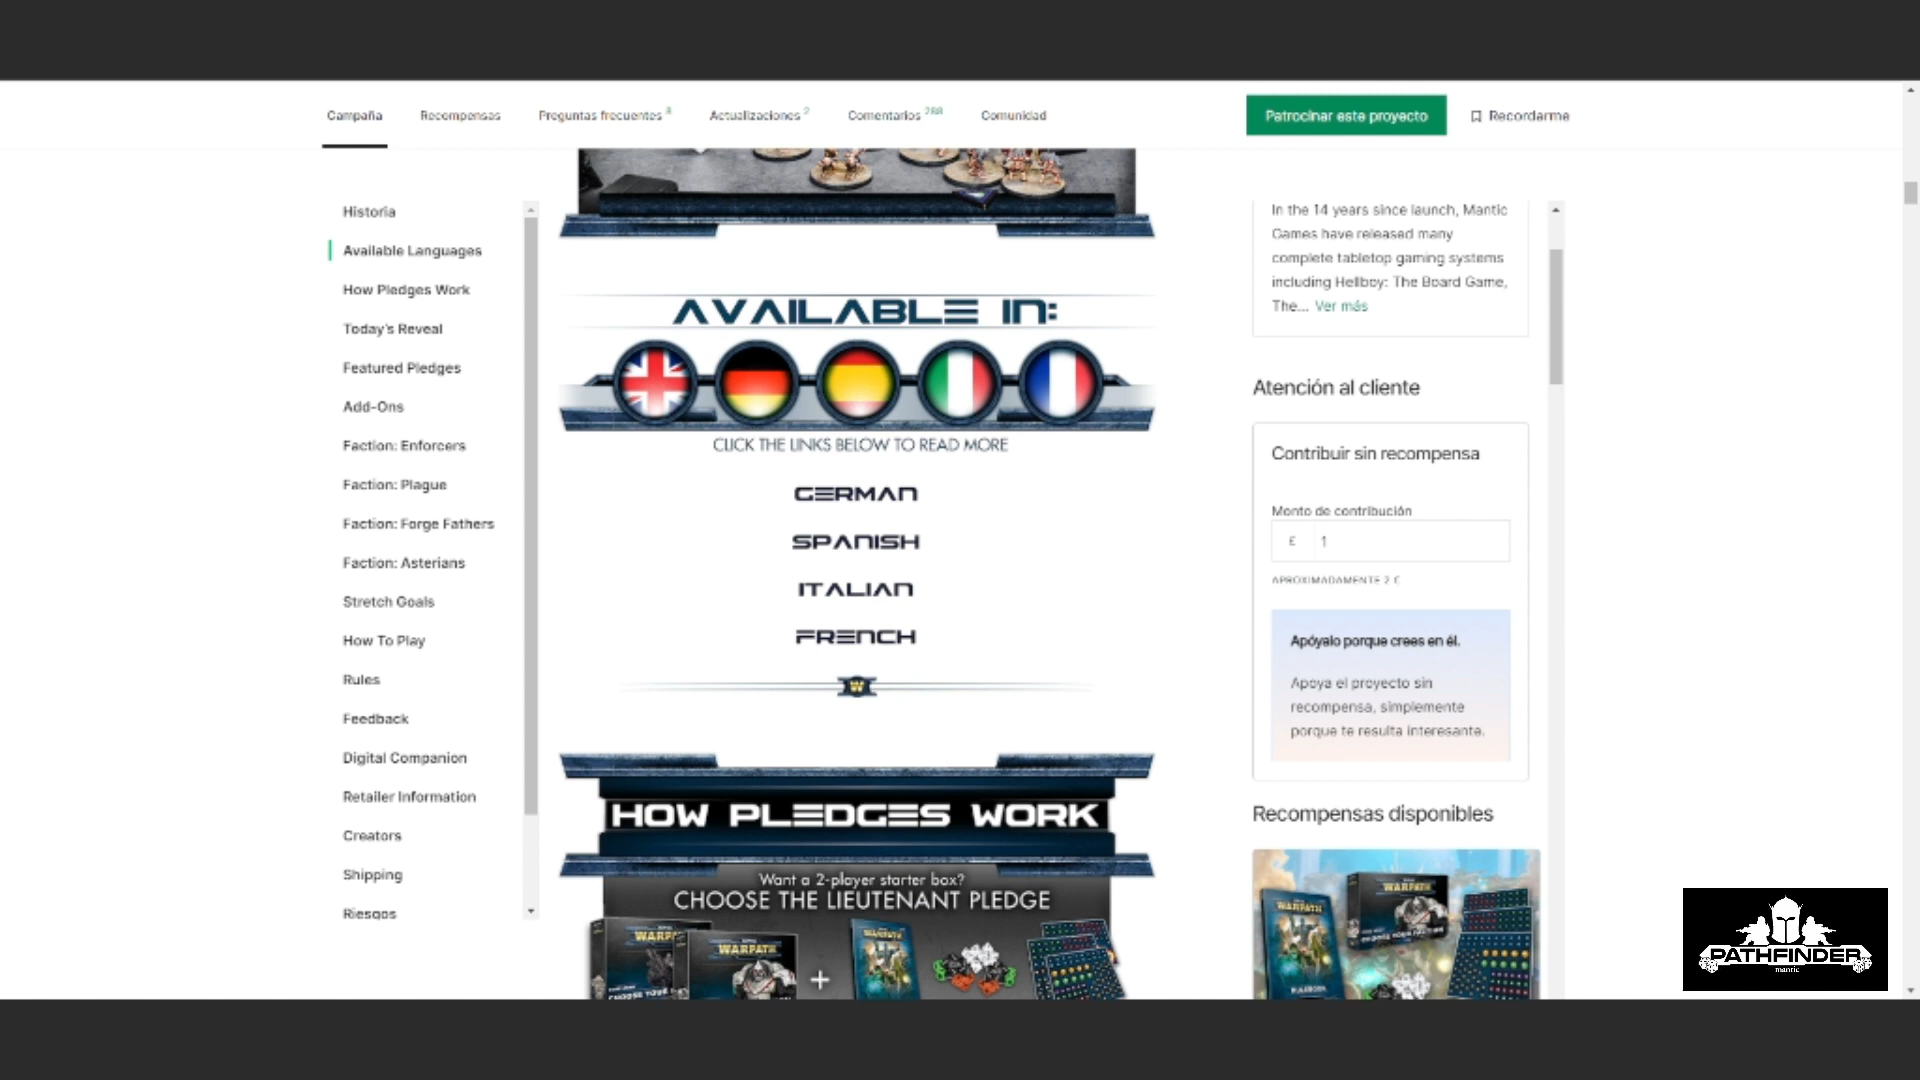 Campaña
Recompensas
Preguntas frecuentes 8
Actualizaciones 2
Comentarios 288
Comunidad
Patrocinar este proyecto
Recordarme
Historia
Available Languages
How Pledges Work
Today's Reveal
Featured Pledges
Add-Ons
Faction: Enforcers
Faction: Plague
Faction: Forge Fathers
Faction: Asterians
Stretch Goals
How To Play
Rules
Feedback
Digital Companion
Retailer Information
Creators
Shipping
Riesgos
AVAILABLE IN:
CLICK THE LINKS BELOW TO READ MORE
GERMAN
SPANISH
ITALIAN
FRENCH
W
HOW PLEDGES WORK
Want a 2-player starter box?
CHOOSE THE LIEUTENANT PLEDGE
WARPATH
WARPATH
+
In the 14 years since launch, Mantic
Games have released many
complete tabletop gaming systems
including Hellboy: The Board Game,
The... Ver más
Atención al cliente
Contribuir sin recompensa
Monto de contribución
£ 1
APROXIMADAMENTE 2 €
Apóyalo porque crees en él.
Apoya el proyecto sin
recompensa, simplemente
porque te resulta interesante.
Recompensas disponibles
WARPATH
WARPATH
PATHFINDER
mantic